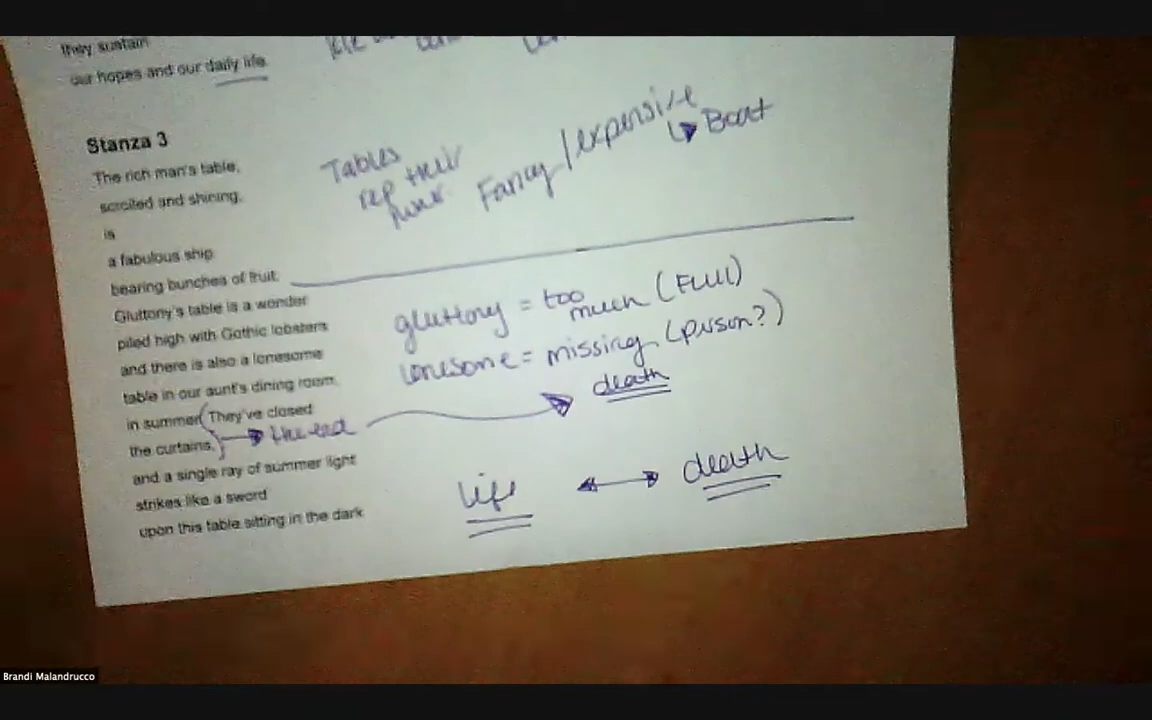 they sustain
our hopes and our daily life.
Stanza 3
The rich man's table,
scrolled and shining,
is
a fabulous ship
bearing bunches of fruit.
Gluttony's table is a wonder
piled high with Gothic lobsters
and there is also a lonesome
table in our aunt's dining room,
in summer. (They've closed
the curtains,
and a single ray of summer light
strikes like a sword
upon this table sitting in the dark
Tables
rep their
Fancy / expensive
Boat
gluttony = too
much (Full)
lonesome = missing (person?)
death
the end
life
death
Brandi Malandrucco